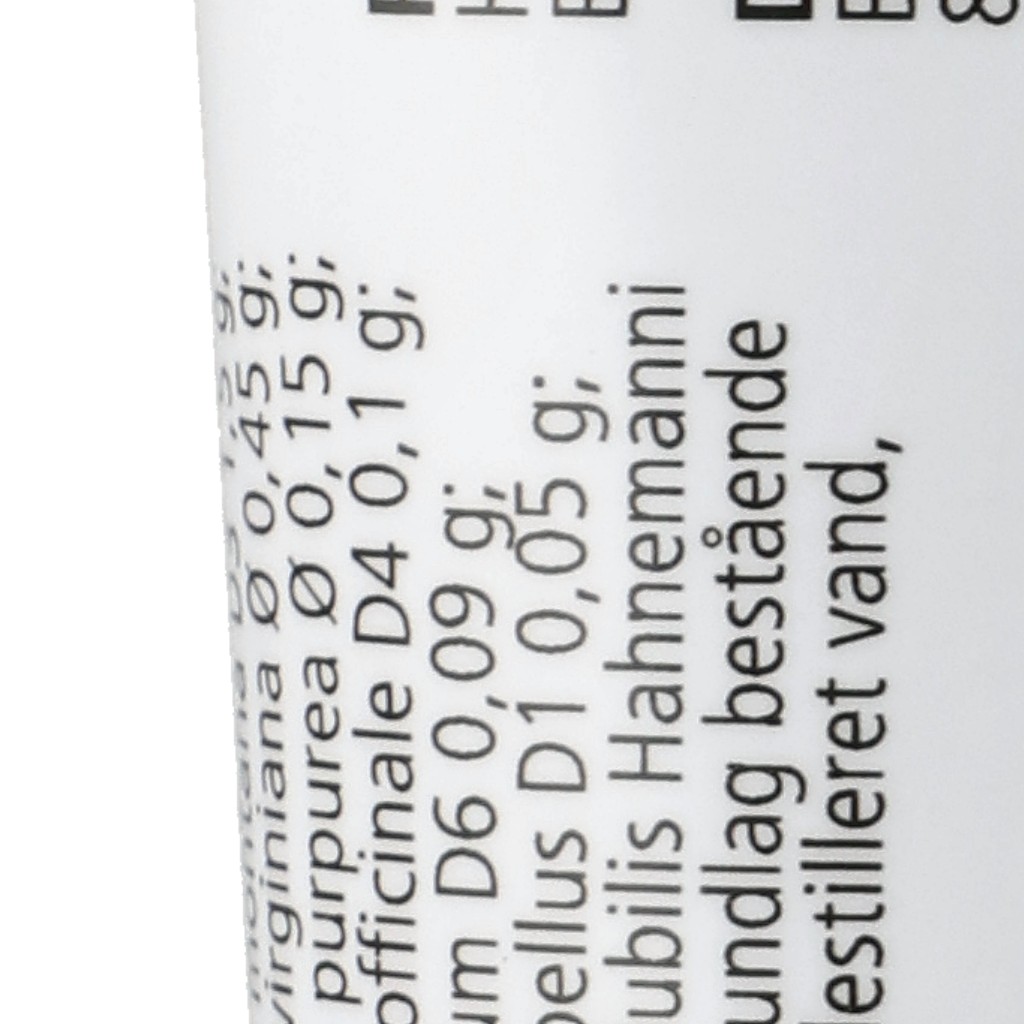 virginiana Ø 0,45 g;
purpurea Ø 0,15 g;
officinale D4 0,1 g;
um D6 0,09 g;
pellus D1 0,05 g;
ubilis Hahnemanni
undlag bestående
estilleret vand,